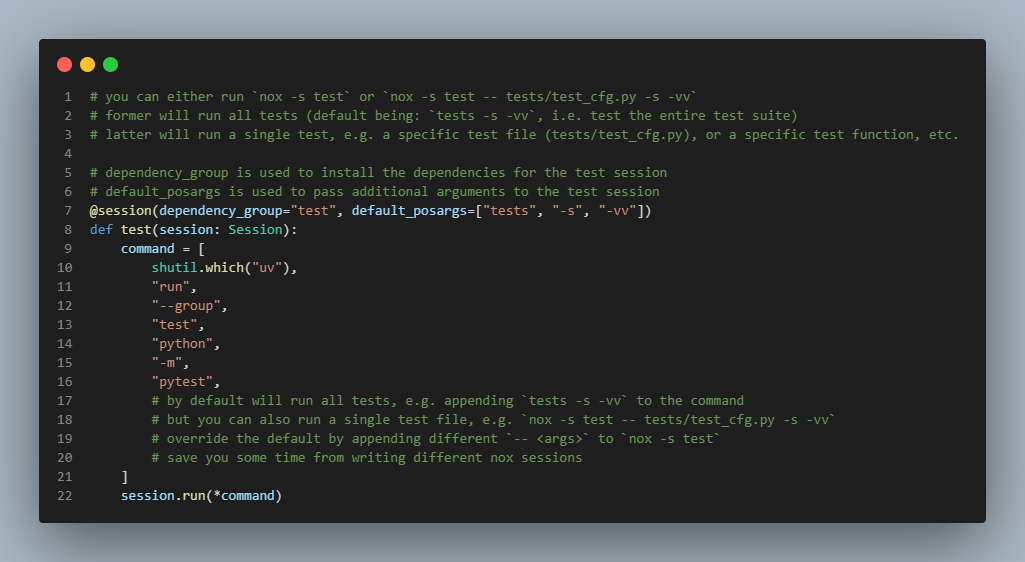 1 # you can either run `nox -s test` or `nox -s test -- tests/test_cfg.py -s -vv`
2 # former will run all tests (default being: `tests -s -vv`, i.e. test the entire test suite)
3 # latter will run a single test, e.g. a specific test file (tests/test_cfg.py), or a specific test function, etc.
4
5 # dependency_group is used to install the dependencies for the test session
6 # default_posargs is used to pass additional arguments to the test session
7 @session(dependency_group="test", default_posargs=["tests", "-s", "-vv"])
8 def test(session: Session):
9     command = [
10         shutil.which("uv"),
11         "run",
12         "--group",
13         "test",
14         "python",
15         "-m",
16         "pytest",
17         # by default will run all tests, e.g. appending `tests -s -vv` to the command
18         # but you can also run a single test file, e.g. `nox -s test -- tests/test_cfg.py -s -vv`
19         # override the default by appending different `-- <args>` to `nox -s test`
20         # save you some time from writing different nox sessions
21     ]
22     session.run(*command)